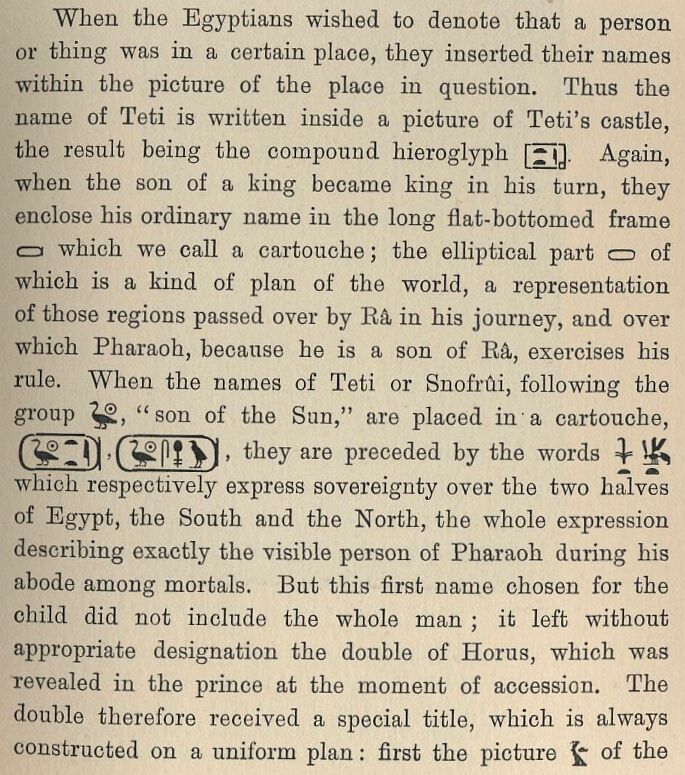 When the Egyptians wished to denote that a person
or thing was in a certain place, they inserted their names
within the picture of the place in question. Thus the
name of Teti is written inside a picture of Teti's castle,
the result being the compound hieroglyph . Again,
when the son of a king became king in his turn, they
enclose his ordinary name in the long flat-bottomed frame
which we call a cartouche; the elliptical part of
which is a kind of plan of the world, a representation
of those regions passed over by Râ in his journey, and over
which Pharaoh, because he is a son of Râ, exercises his
rule. When the names of Teti or Snofrûi, following the
group , "son of the Sun," are placed in a cartouche,
, , they are preceded by the words
which respectively express sovereignty over the two halves
of Egypt, the South and the North, the whole expression
describing exactly the visible person of Pharaoh during his
abode among mortals. But this first name chosen for the
child did not include the whole man; it left without
appropriate designation the double of Horus, which was
revealed in the prince at the moment of accession. The
double therefore received a special title, which is always
constructed on a uniform plan: first the picture of the